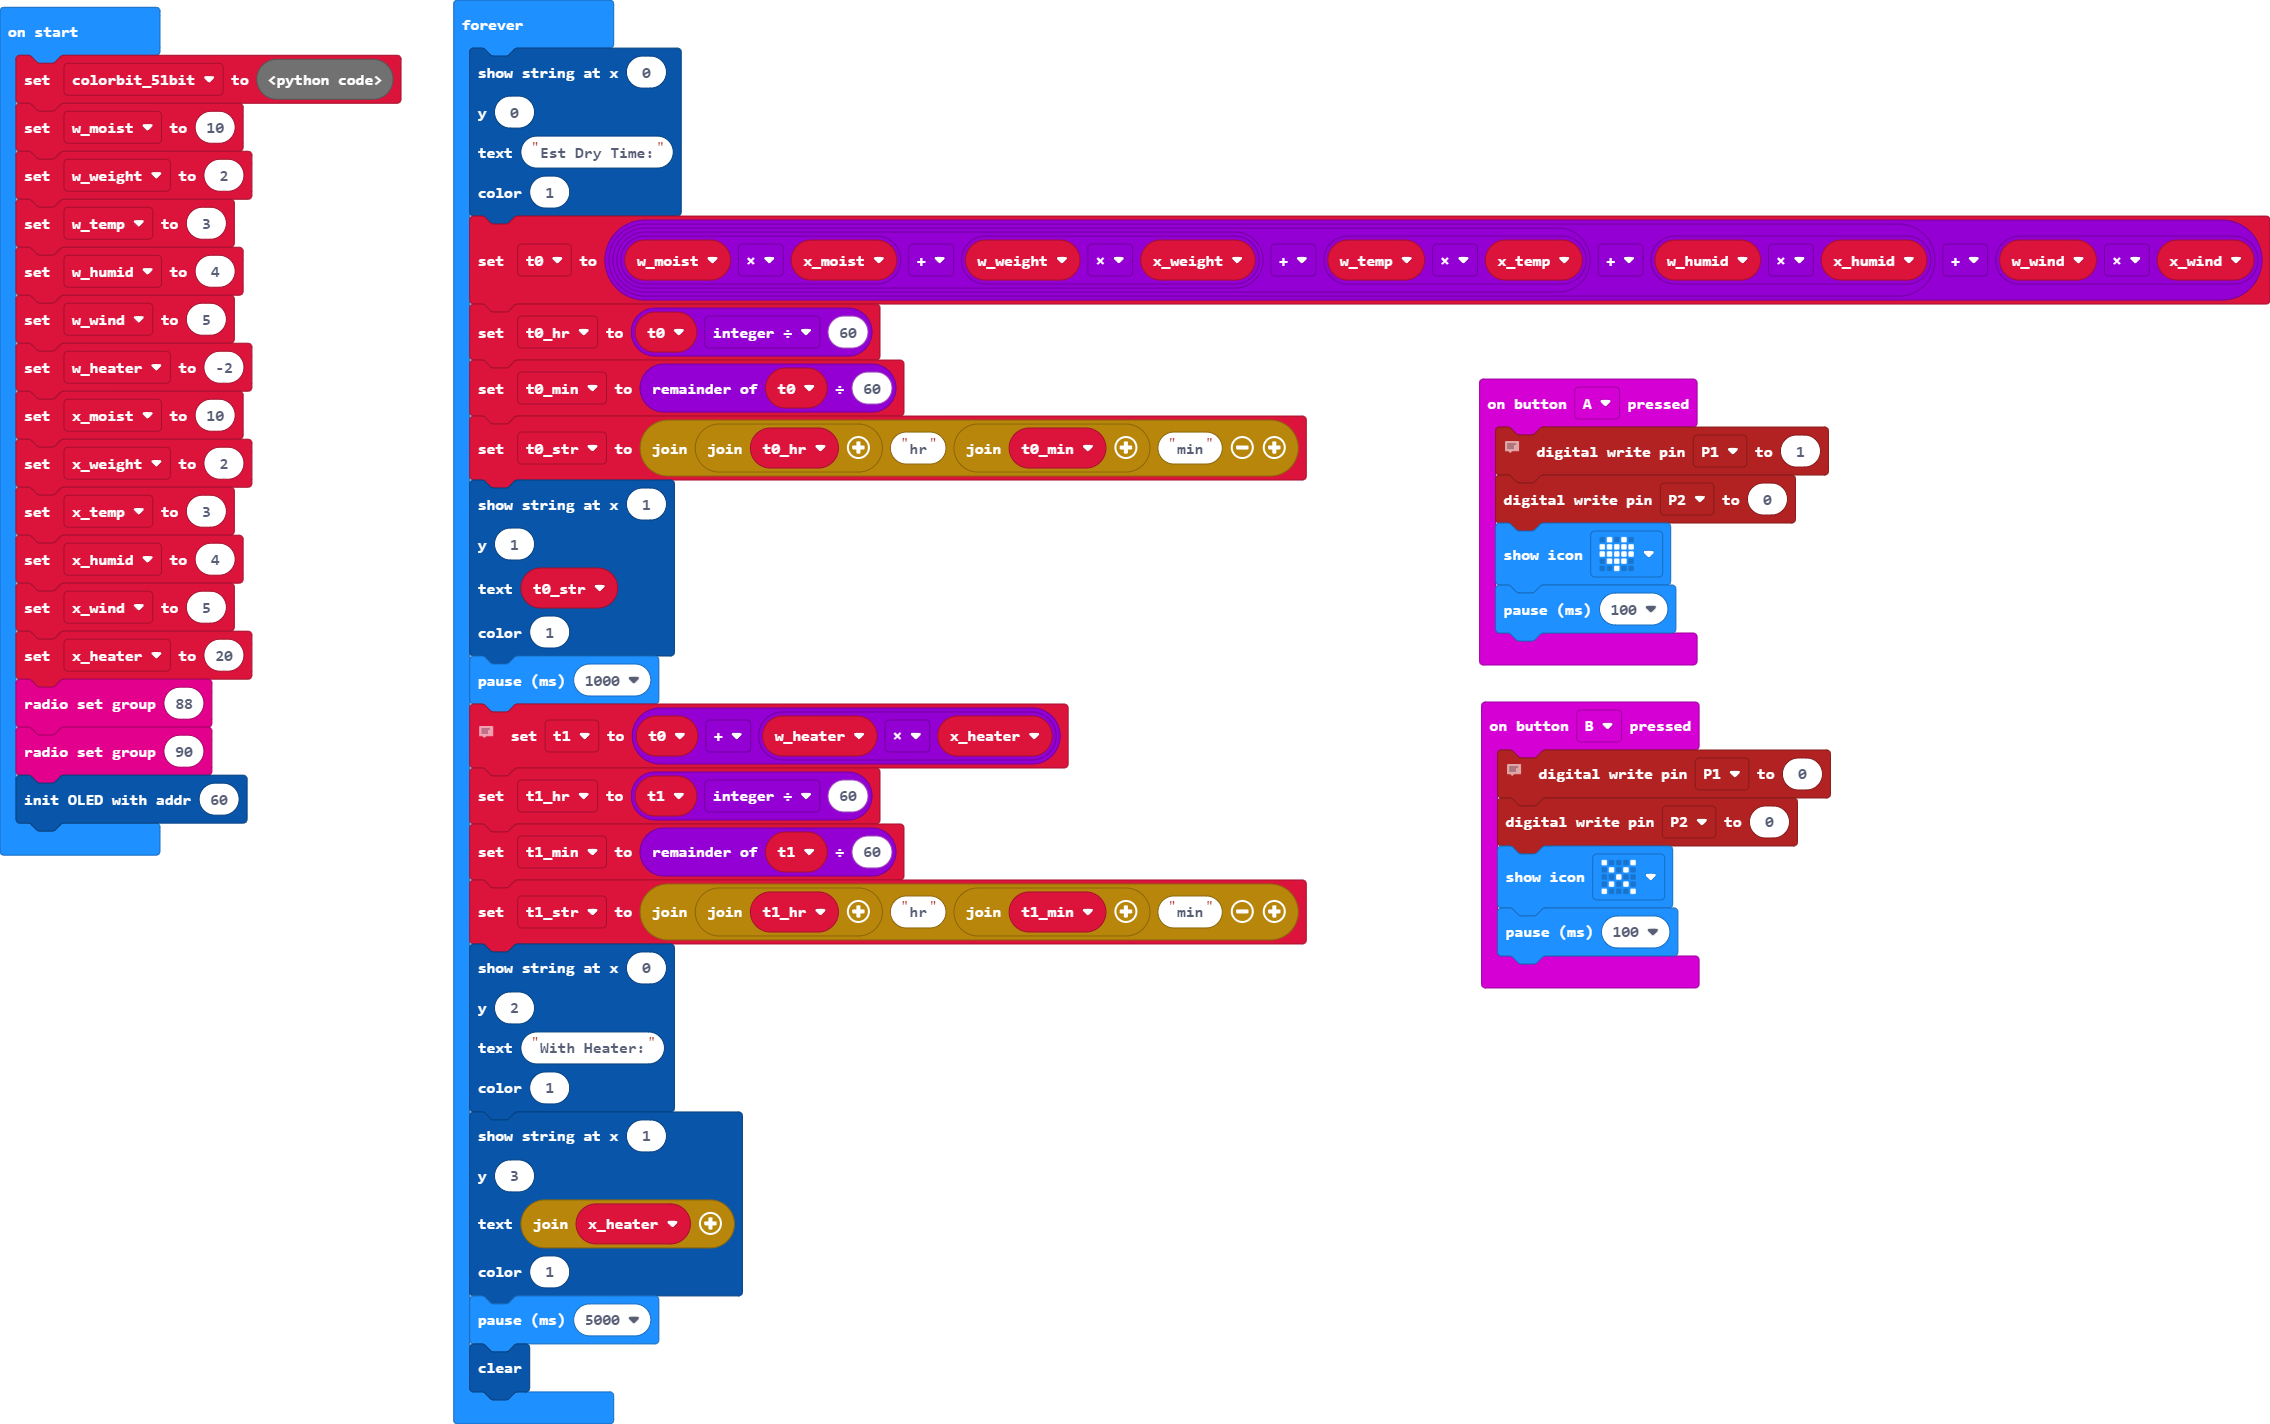 on start
set colorbit_51bit to <python code>
set w_moist to 10
set w_weight to 2
set w_temp to 3
set w_humid to 4
set w_wind to 5
set w_heater to -2
set x_moist to 10
set x_weight to 2
set x_temp to 3
set x_humid to 4
set x_wind to 5
set x_heater to 20
radio set group 88
radio set group 90
init OLED with addr 60
forever
show string at x 0
y 0
text "Est Dry Time:"
color 1
set t0 to w_moist × x_moist + w_weight × x_weight + w_temp × x_temp + w_humid × x_humid + w_wind × x_wind
set t0_hr to t0 integer ÷ 60
set t0_min to remainder of t0 ÷ 60
set t0_str to join join t0_hr "hr" join t0_min "min"
show string at x 1
y 1
text t0_str
color 1
pause (ms) 1000
set t1 to t0 + w_heater × x_heater
set t1_hr to t1 integer ÷ 60
set t1_min to remainder of t1 ÷ 60
set t1_str to join join t1_hr "hr" join t1_min "min"
show string at x 0
y 2
text "With Heater:"
color 1
show string at x 1
y 3
text join x_heater
color 1
pause (ms) 5000
clear
on button A pressed
digital write pin P1 to 1
digital write pin P2 to 0
show icon
pause (ms) 100
on button B pressed
digital write pin P1 to 0
digital write pin P2 to 0
show icon
pause (ms) 100